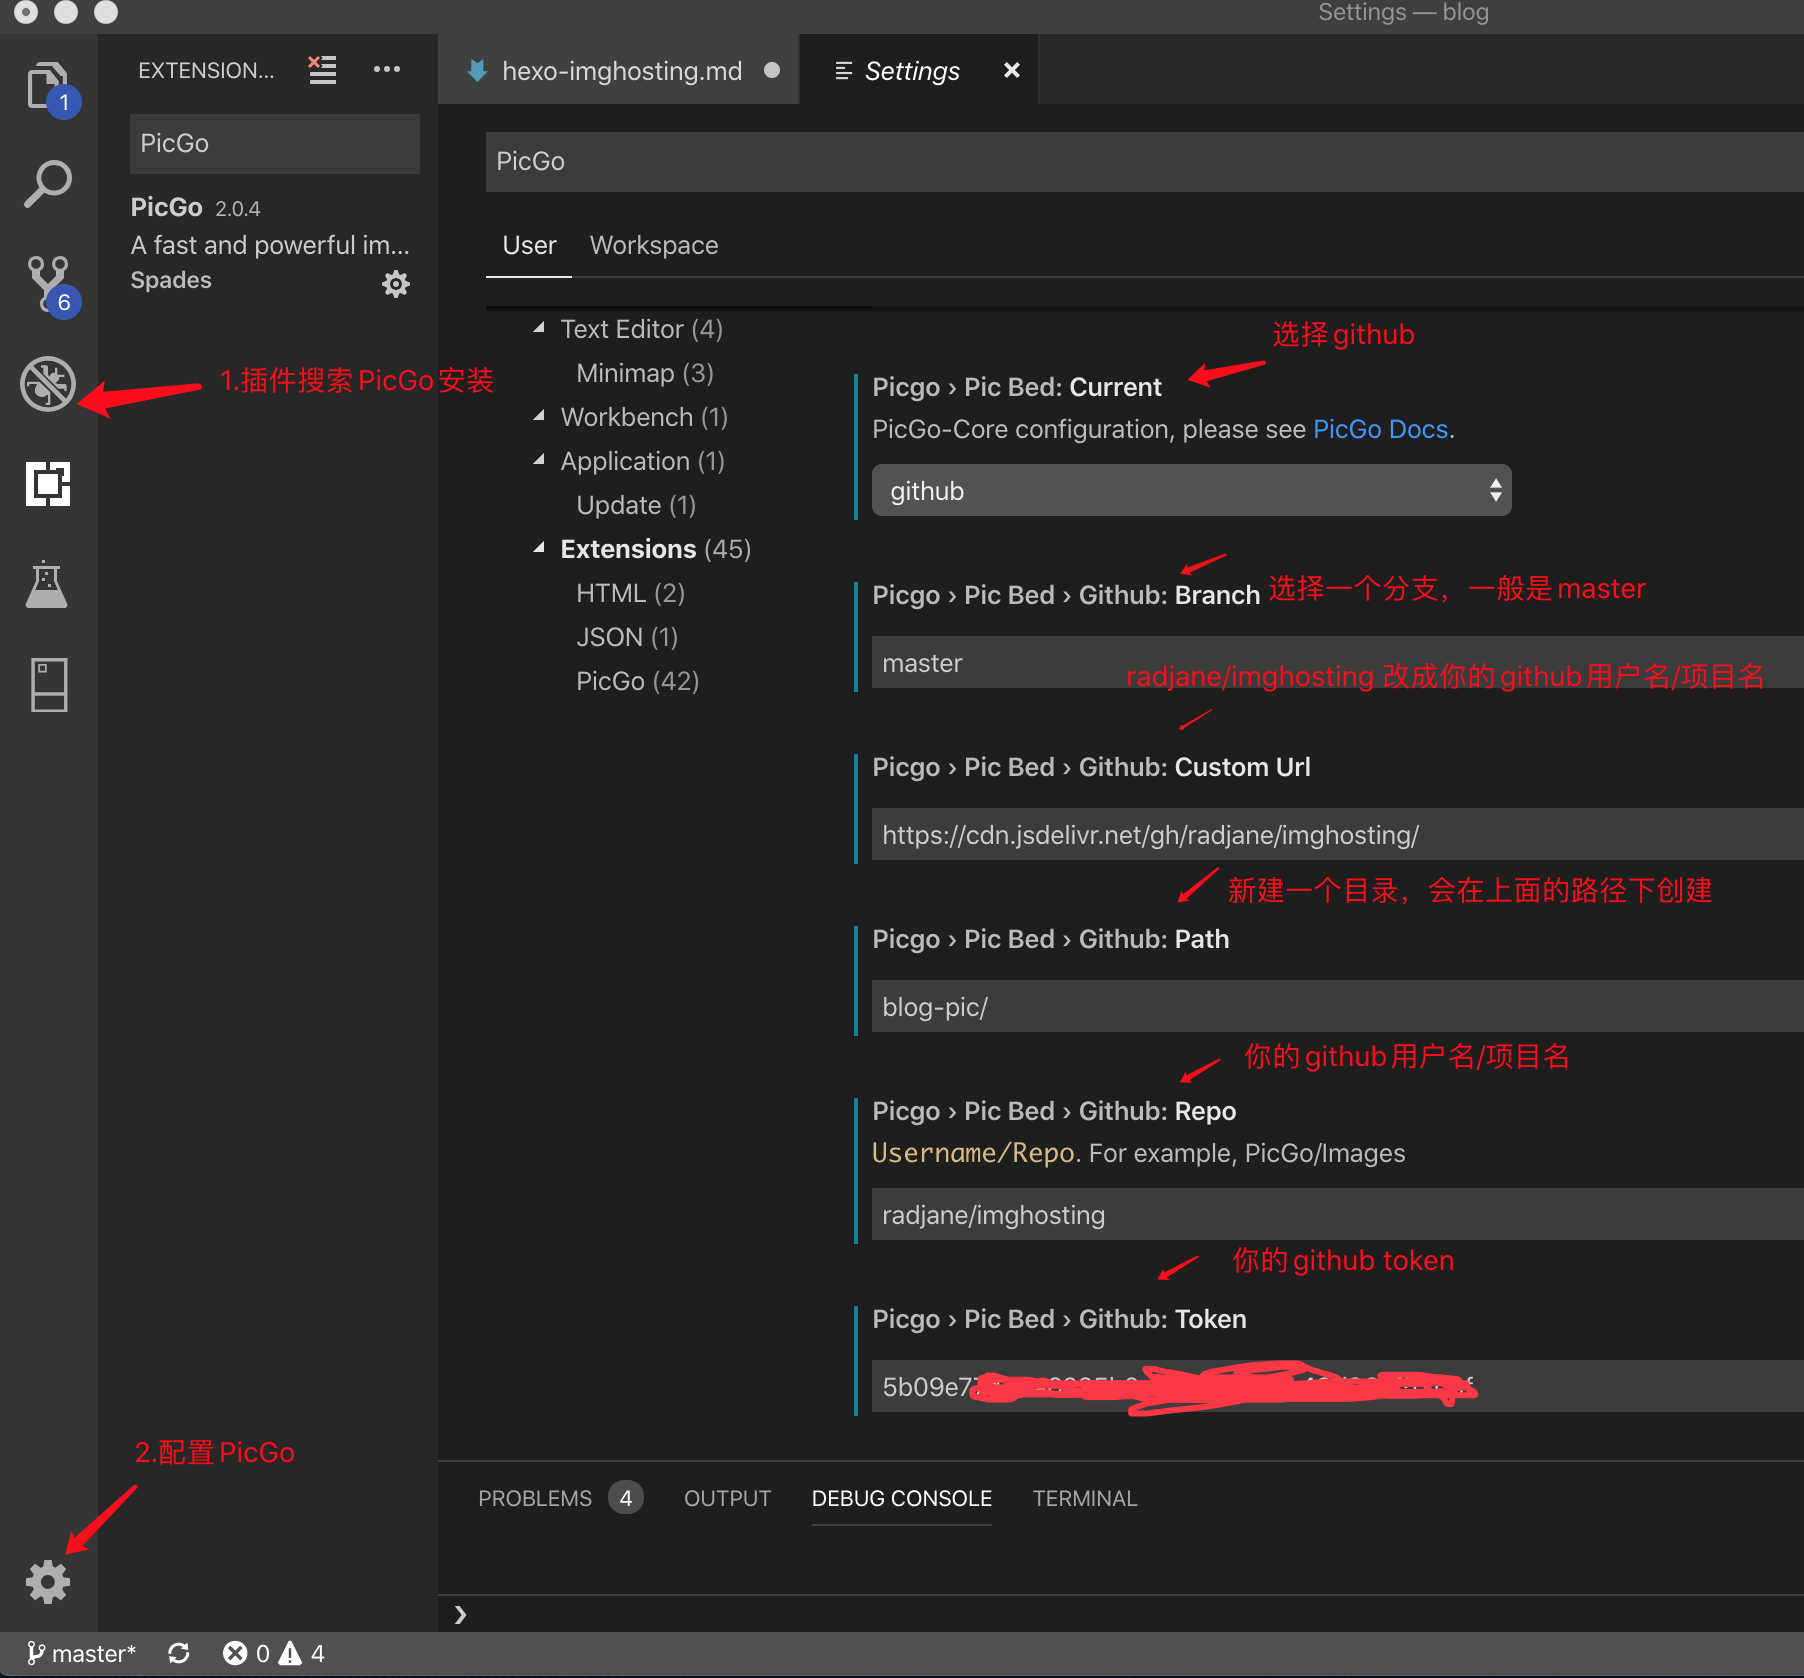 Settings — blog
EXTENSION...
hexo-imghosting.md
Settings
1
PicGo
PicGo
PicGo 2.0.4
A fast and powerful im...
Spades
User Workspace
6
Text Editor (4)
选择github
Minimap (3)
1.插件搜索PicGo安装
Picgo › Pic Bed: Current
Workbench (1)
PicGo-Core configuration, please see PicGo Docs.
Application (1)
github
Update (1)
Extensions (45)
HTML (2)
Picgo › Pic Bed › Github: Branch
选择一个分支，一般是master
JSON (1)
master
PicGo (42)
radjane/imghosting 改成你的github用户名/项目名
Picgo › Pic Bed › Github: Custom Url
https://cdn.jsdelivr.net/gh/radjane/imghosting/
新建一个目录，会在上面的路径下创建
Picgo › Pic Bed › Github: Path
blog-pic/
你的github用户名/项目名
Picgo › Pic Bed › Github: Repo
Username/Repo. For example, PicGo/Images
radjane/imghosting
你的github token
Picgo › Pic Bed › Github: Token
5b09e7
2.配置PicGo
PROBLEMS 4 OUTPUT DEBUG CONSOLE TERMINAL
master* 0 4